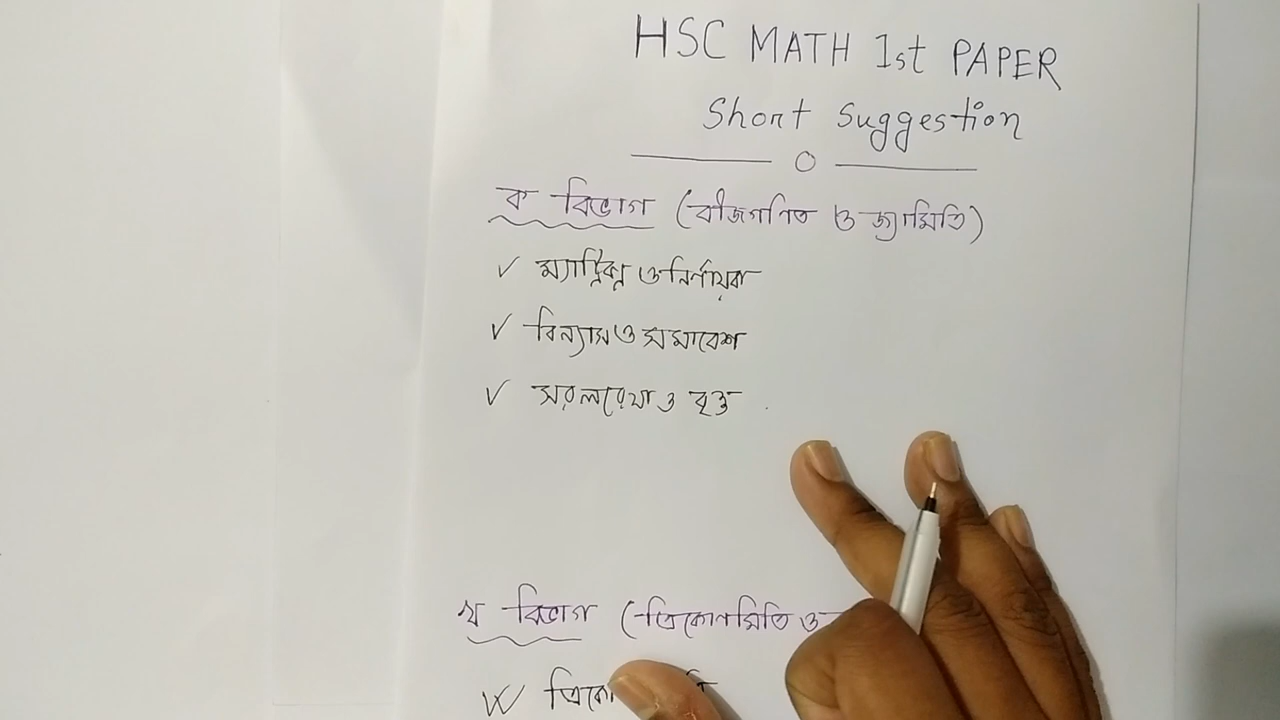 HSC MATH 1st PAPER
Short Suggestion
ক বিভাগ (বীজগণিত ও জ্যামিতি)
ম্যাট্রিক্স ও নির্ণায়ক
বিন্যাস ও সমাবেশ
সরলরেখা ও বৃত্ত
খ বিভাগ (ত্রিকোণমিতি ও